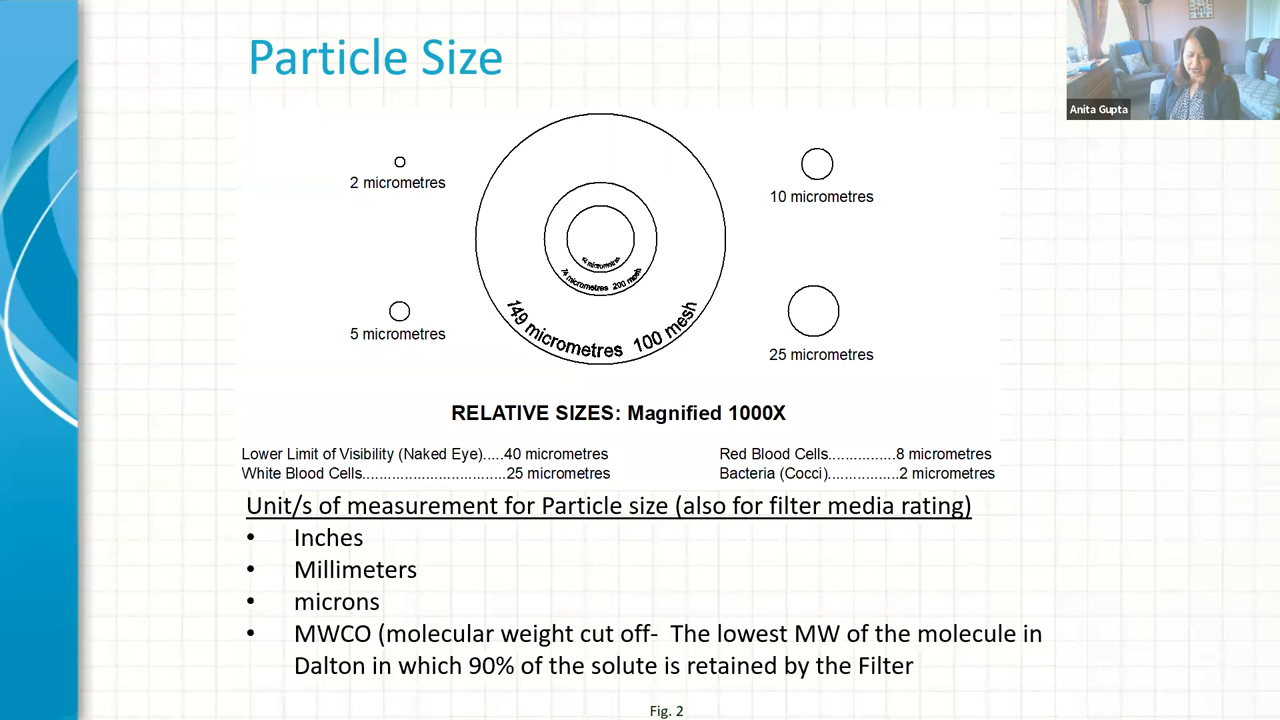 Particle Size
Anita Gupta
2 micrometres
10 micrometres
micrometres
74 micrometres 200 mesh
149 micrometres 100 mesh
5 micrometres
25 micrometres
RELATIVE SIZES: Magnified 1000X
Lower Limit of Visibility (Naked Eye).....40 micrometres
Red Blood Cells................8 micrometres
White Blood Cells..................................25 micrometres
Bacteria (Cocci).................2 micrometres
Unit/s of measurement for Particle size (also for filter media rating)
• Inches
• Millimeters
• microns
• MWCO (molecular weight cut off- The lowest MW of the molecule in
Dalton in which 90% of the solute is retained by the Filter
Fig. 2